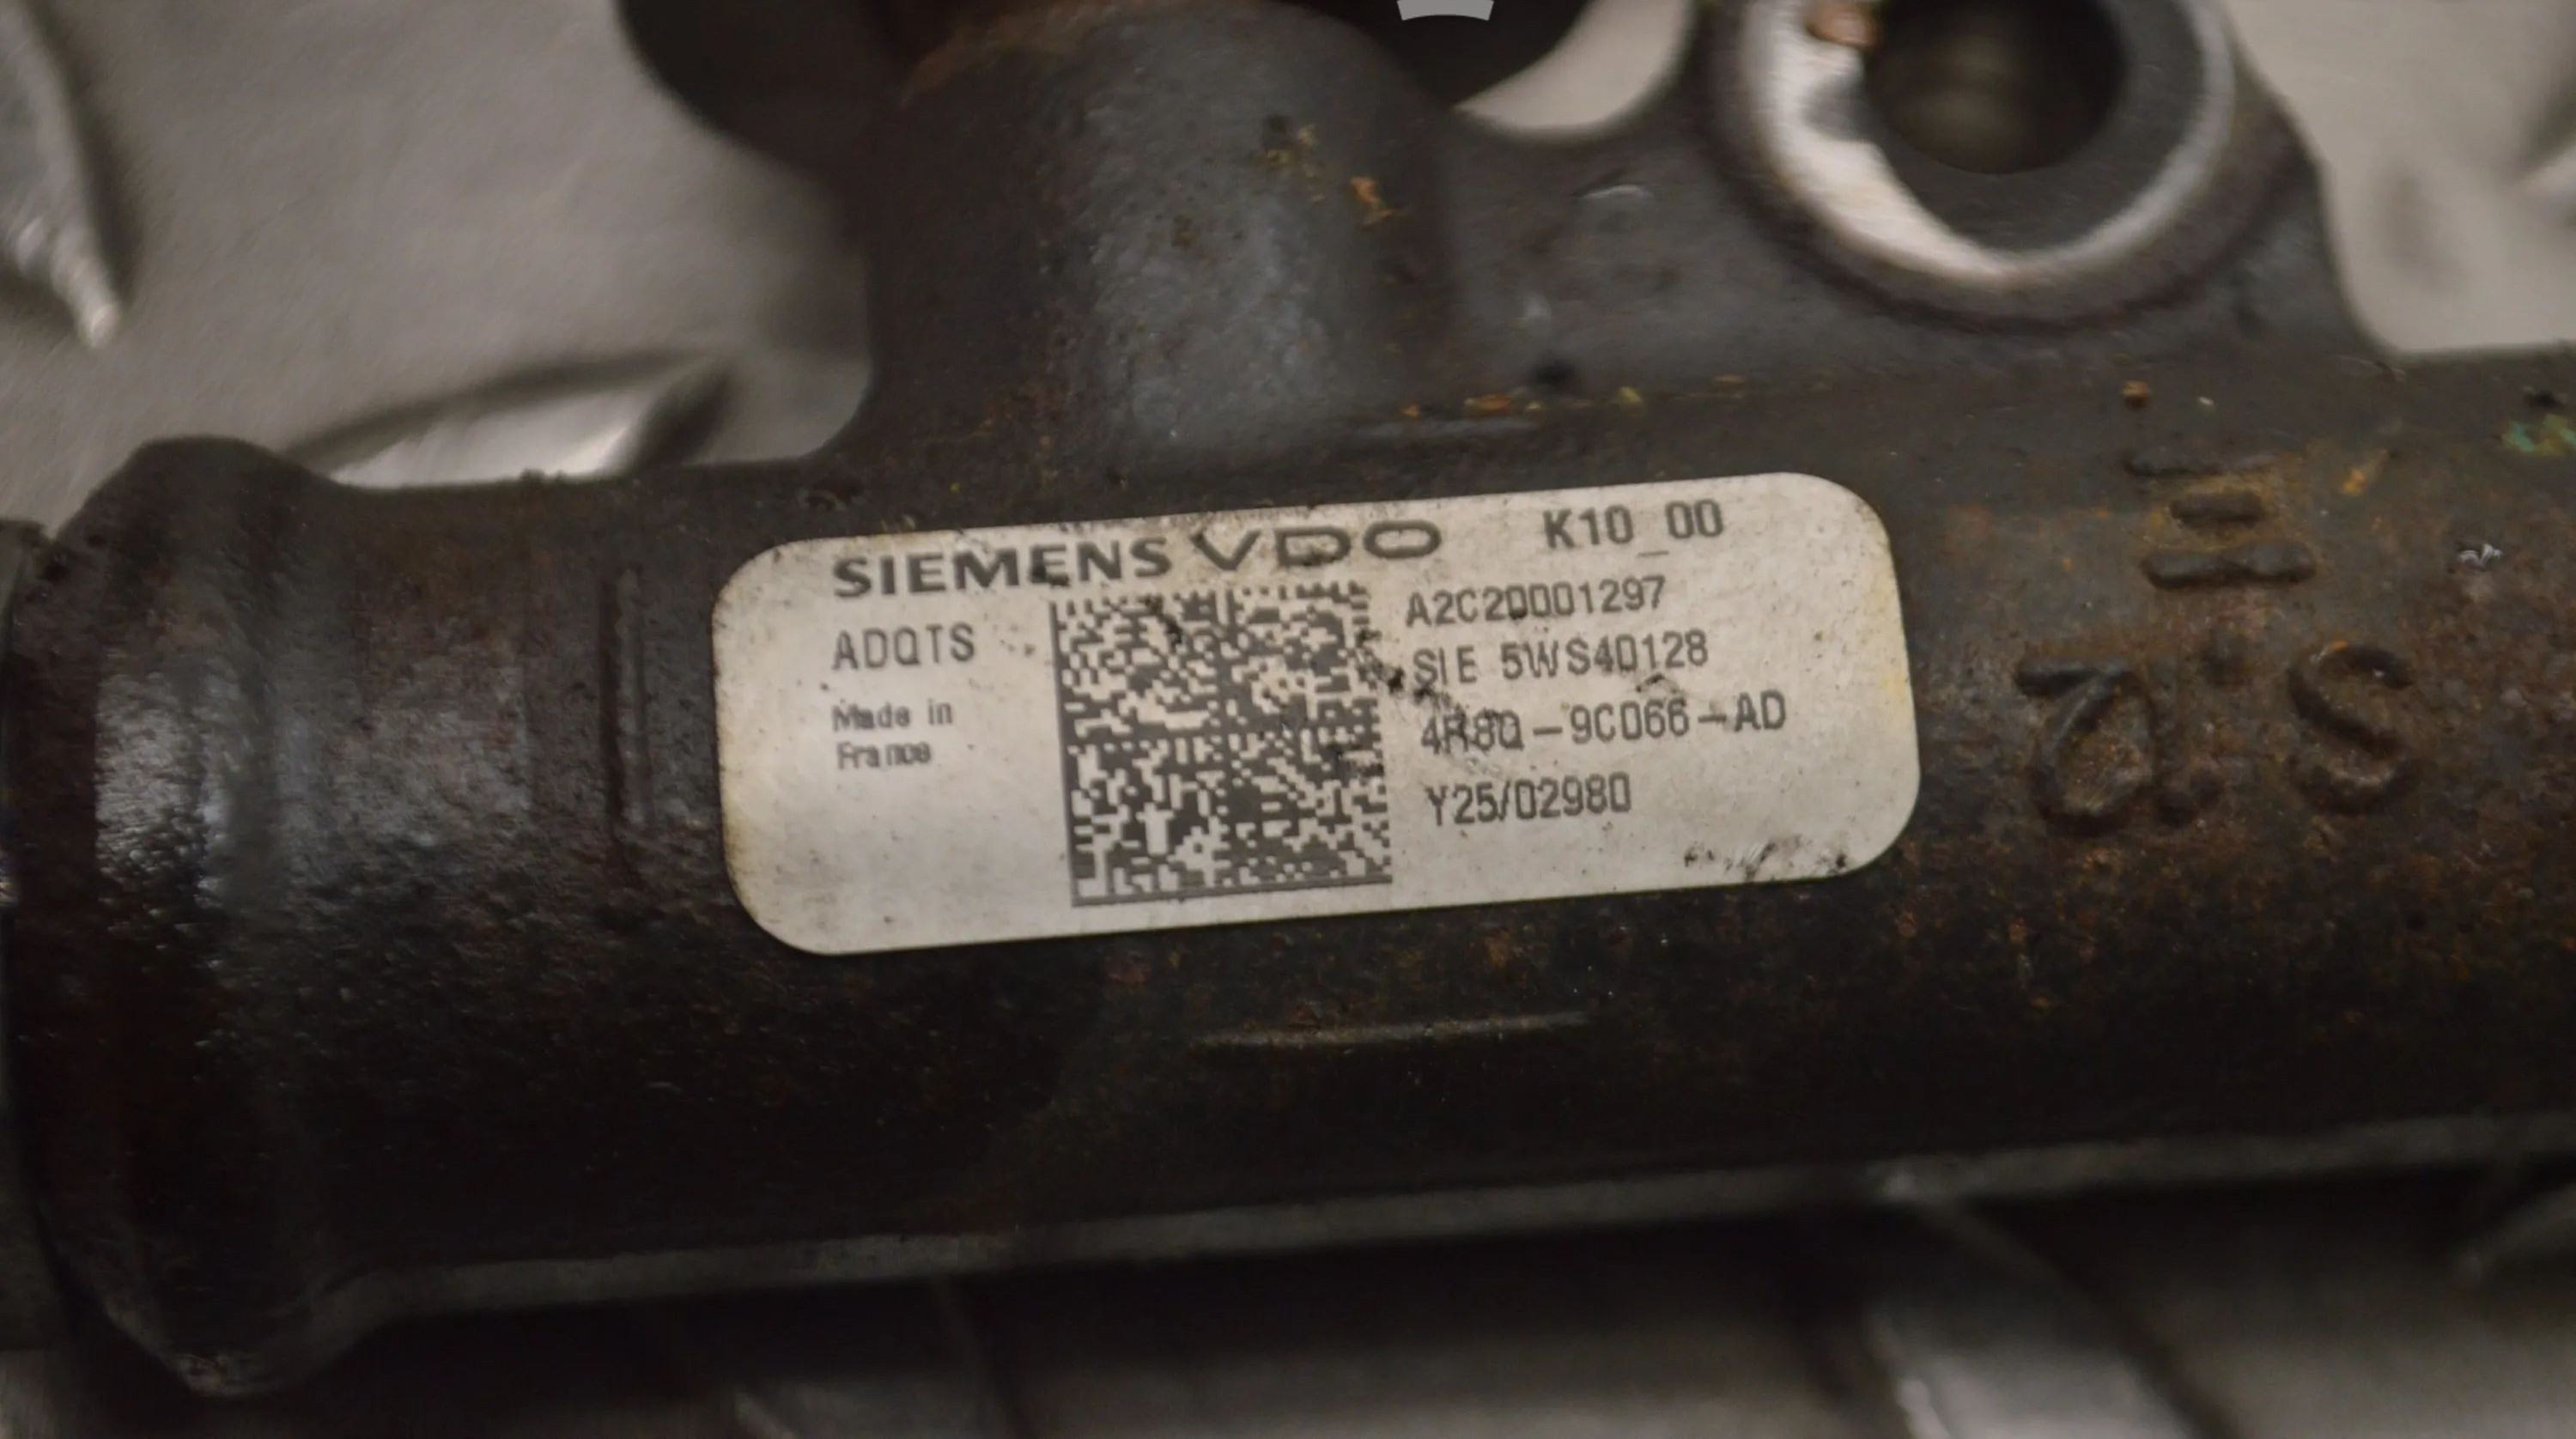 SIEMENS VDO K10_00
ADQTS
Made in
France
A2C20001297
SIE 5WS40128
4R8Q-9C066-AD
Y25/02980